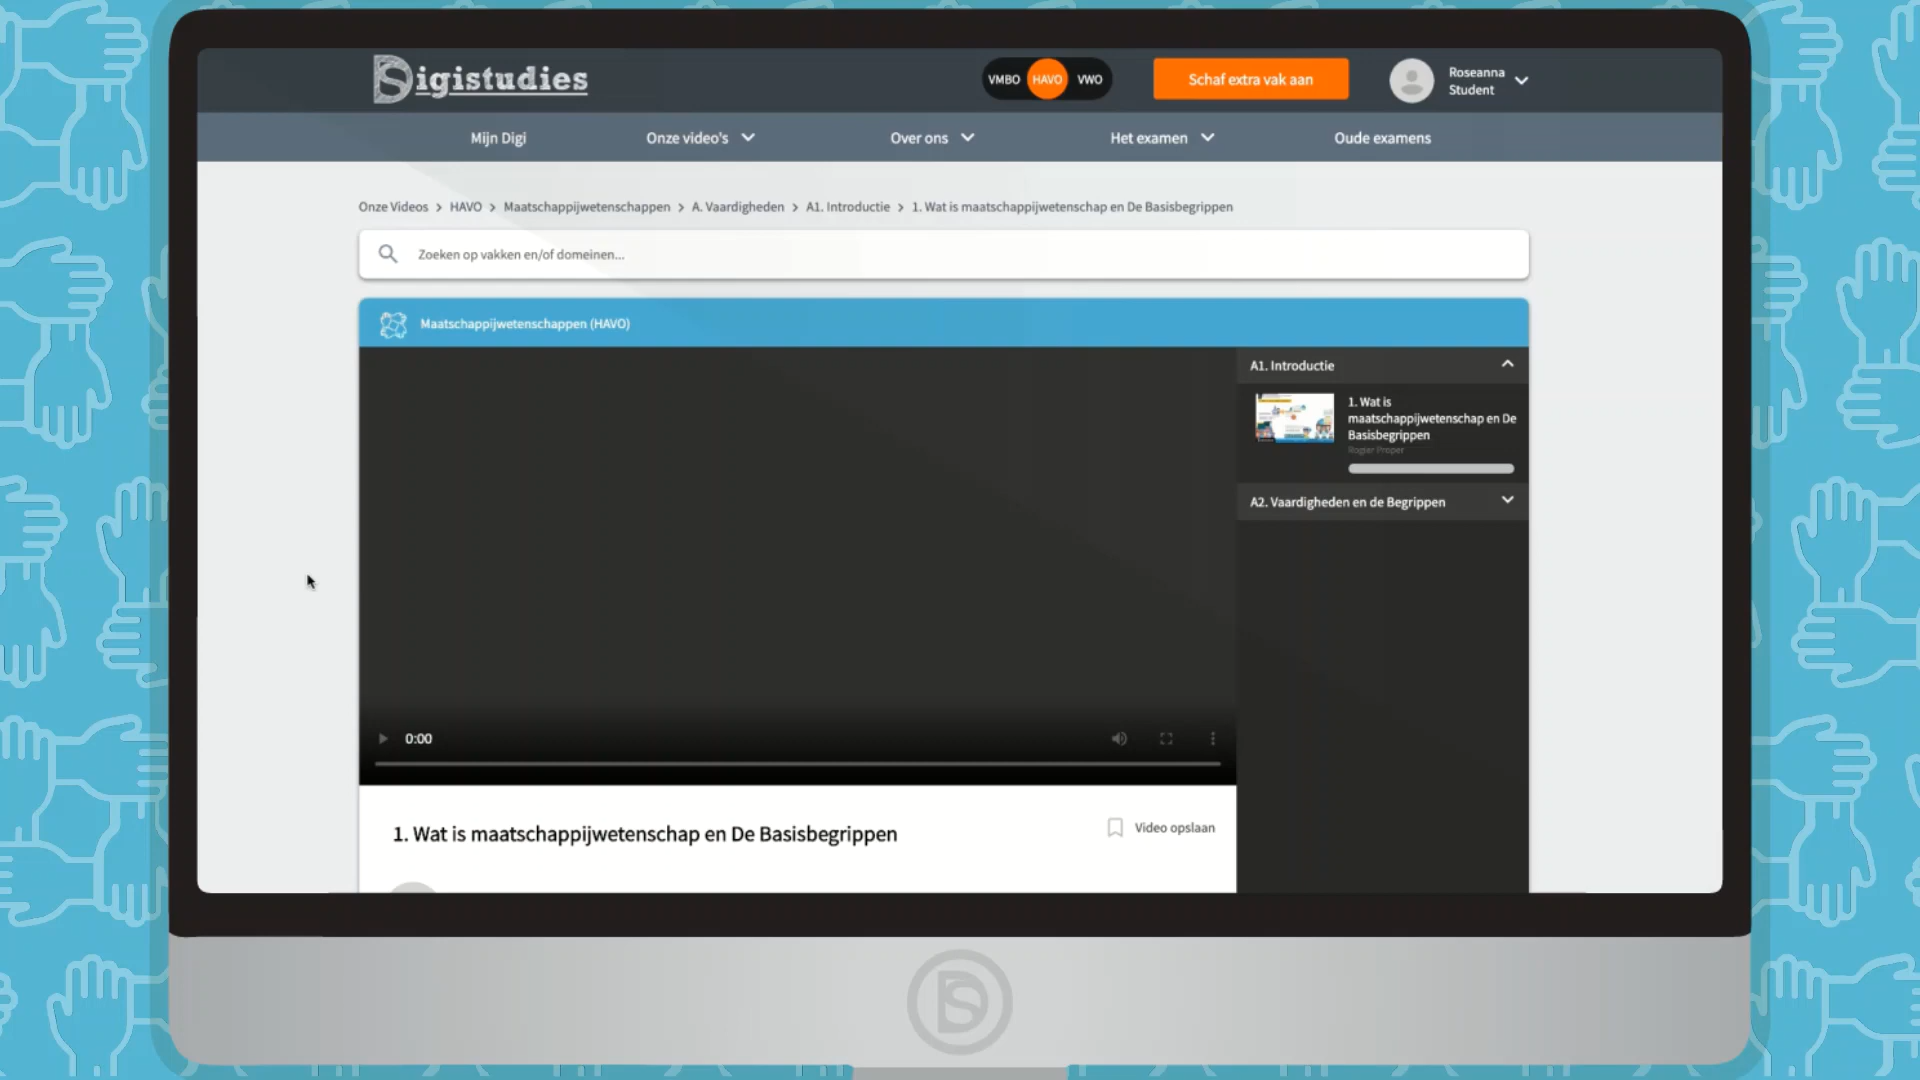 Digistudies
VMBO HAVO VWO
Schaf extra vak aan
Roseanna
Student
Mijn Digi
Onze video's
Over ons
Het examen
Oude examens
Onze Videos > HAVO > Maatschappijwetenschappen > A. Vaardigheden > A1. Introductie > 1. Wat is maatschappijwetenschap en De Basisbegrippen
Zoeken op vakken en/of domeinen...
Maatschappijwetenschappen (HAVO)
A1. Introductie
1. Wat is
maatschappijwetenschap en De
Basisbegrippen
Rogier Proper
A2. Vaardigheden en de Begrippen
0:00
1. Wat is maatschappijwetenschap en De Basisbegrippen
Video opslaan
DS